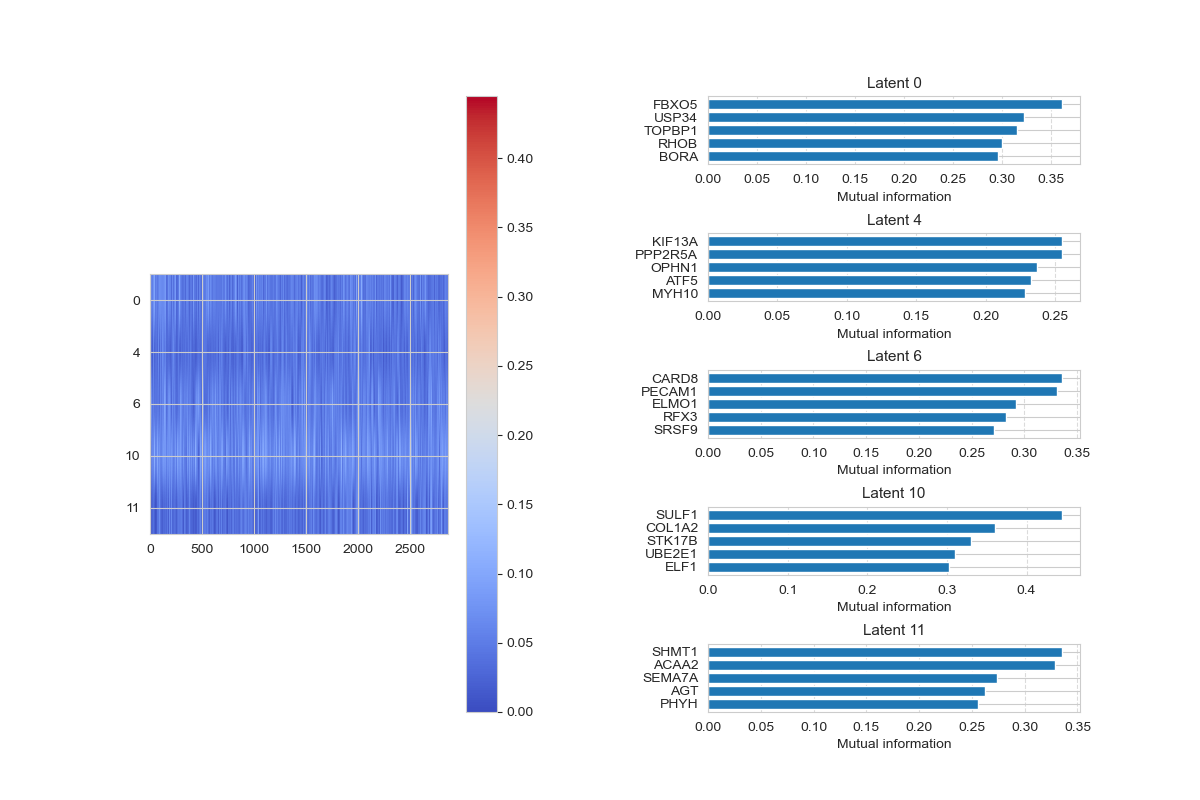 0
4
6
10
11
0 500 1000 1500 2000 2500
0.40
0.35
0.30
0.25
0.20
0.15
0.10
0.05
0.00
Latent 0
FBXO5
USP34
TOPBP1
RHOB
BORA
0.00 0.05 0.10 0.15 0.20 0.25 0.30 0.35
Mutual information
Latent 4
KIF13A
PPP2R5A
OPHN1
ATF5
MYH10
0.00 0.05 0.10 0.15 0.20 0.25
Mutual information
Latent 6
CARD8
PECAM1
ELMO1
RFX3
SRSF9
0.00 0.05 0.10 0.15 0.20 0.25 0.30 0.35
Mutual information
Latent 10
SULF1
COL1A2
STK17B
UBE2E1
ELF1
0.0 0.1 0.2 0.3 0.4
Mutual information
Latent 11
SHMT1
ACAA2
SEMA7A
AGT
PHYH
0.00 0.05 0.10 0.15 0.20 0.25 0.30 0.35
Mutual information